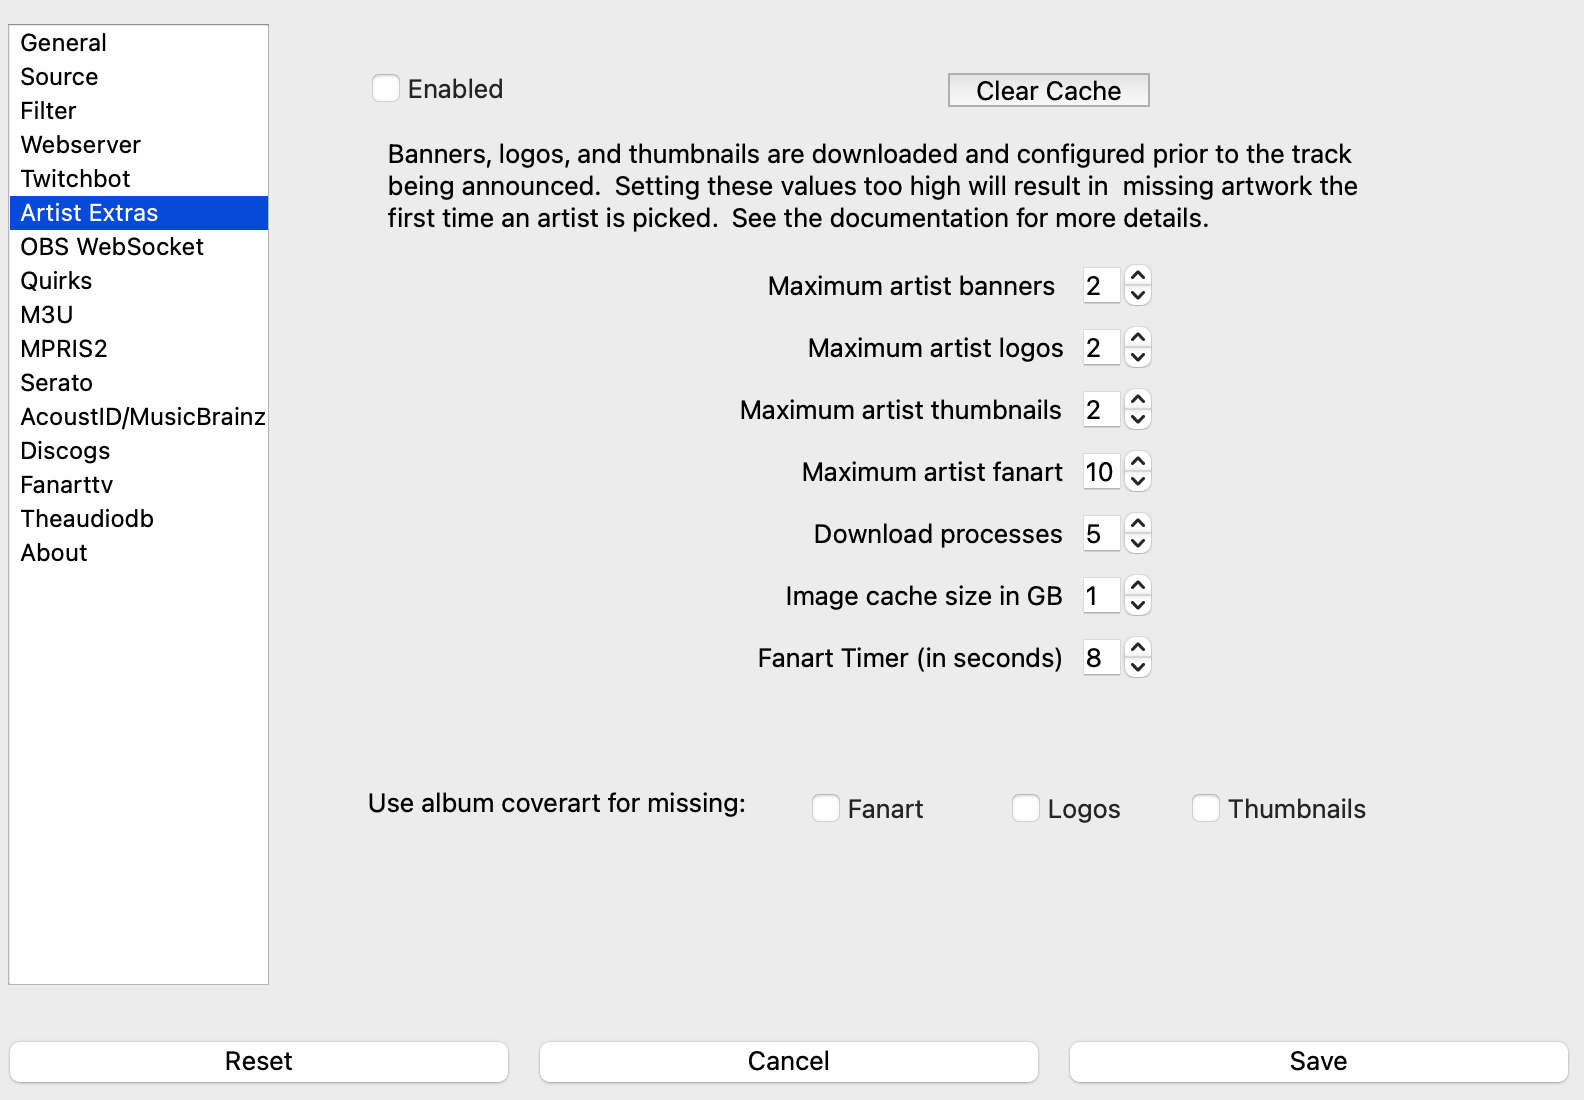 General
Source
Filter
Webserver
Twitchbot
Artist Extras
OBS WebSocket
Quirks
M3U
MPRIS2
Serato
AcoustID/MusicBrainz
Discogs
Fanarttv
Theaudiodb
About
Enabled
Clear Cache
Banners, logos, and thumbnails are downloaded and configured prior to the track
being announced.  Setting these values too high will result in  missing artwork the
first time an artist is picked.  See the documentation for more details.
Maximum artist banners 2
Maximum artist logos 2
Maximum artist thumbnails 2
Maximum artist fanart 10
Download processes 5
Image cache size in GB 1
Fanart Timer (in seconds) 8
Use album coverart for missing: Fanart Logos Thumbnails
Reset Cancel Save